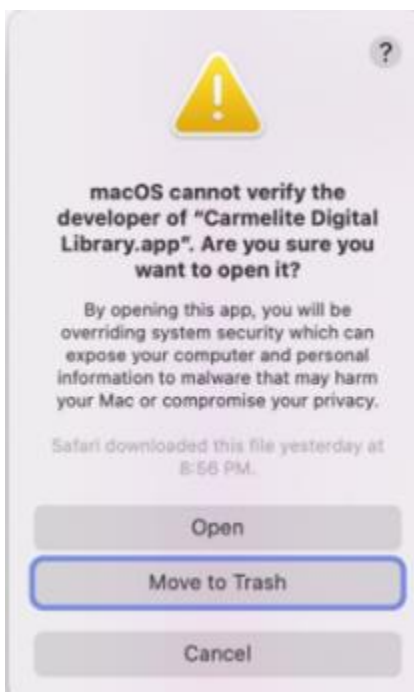 ?
macOS cannot verify the
developer of “Carmelite Digital
Library.app”. Are you sure you
want to open it?
By opening this app, you will be
overriding system security which can
expose your computer and personal
information to malware that may harm
your Mac or compromise your privacy.
Safari downloaded this file yesterday at
8:56 PM.
Open
Move to Trash
Cancel